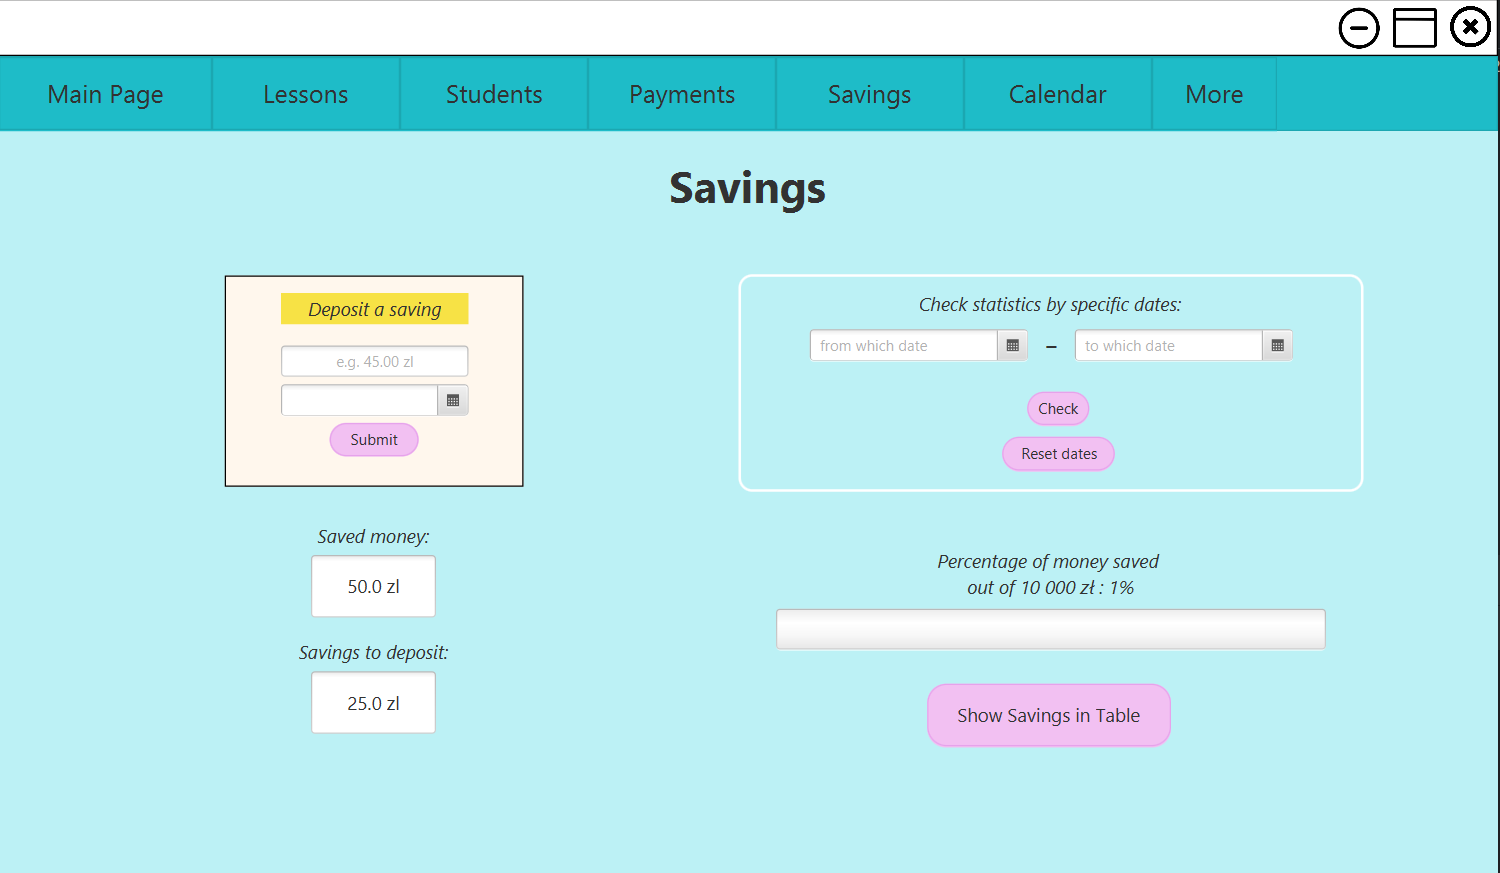 Main Page Lessons Students Payments Savings Calendar More
Savings
Deposit a saving
e.g. 45.00 zl
Submit
Check statistics by specific dates:
from which date – to which date
Check
Reset dates
Saved money:
50.0 zl
Savings to deposit:
25.0 zl
Percentage of money saved
out of 10 000 zł : 1%
Show Savings in Table